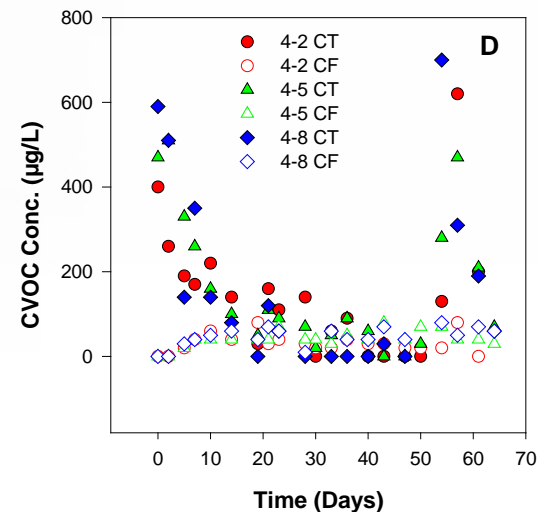 800
D
4-2 CT
4-2 CF
4-5 CT
4-5 CF
4-8 CT
4-8 CF
600
400
200
0
CVOC Conc. (µg/L)
0 10 20 30 40 50 60 70
Time (Days)